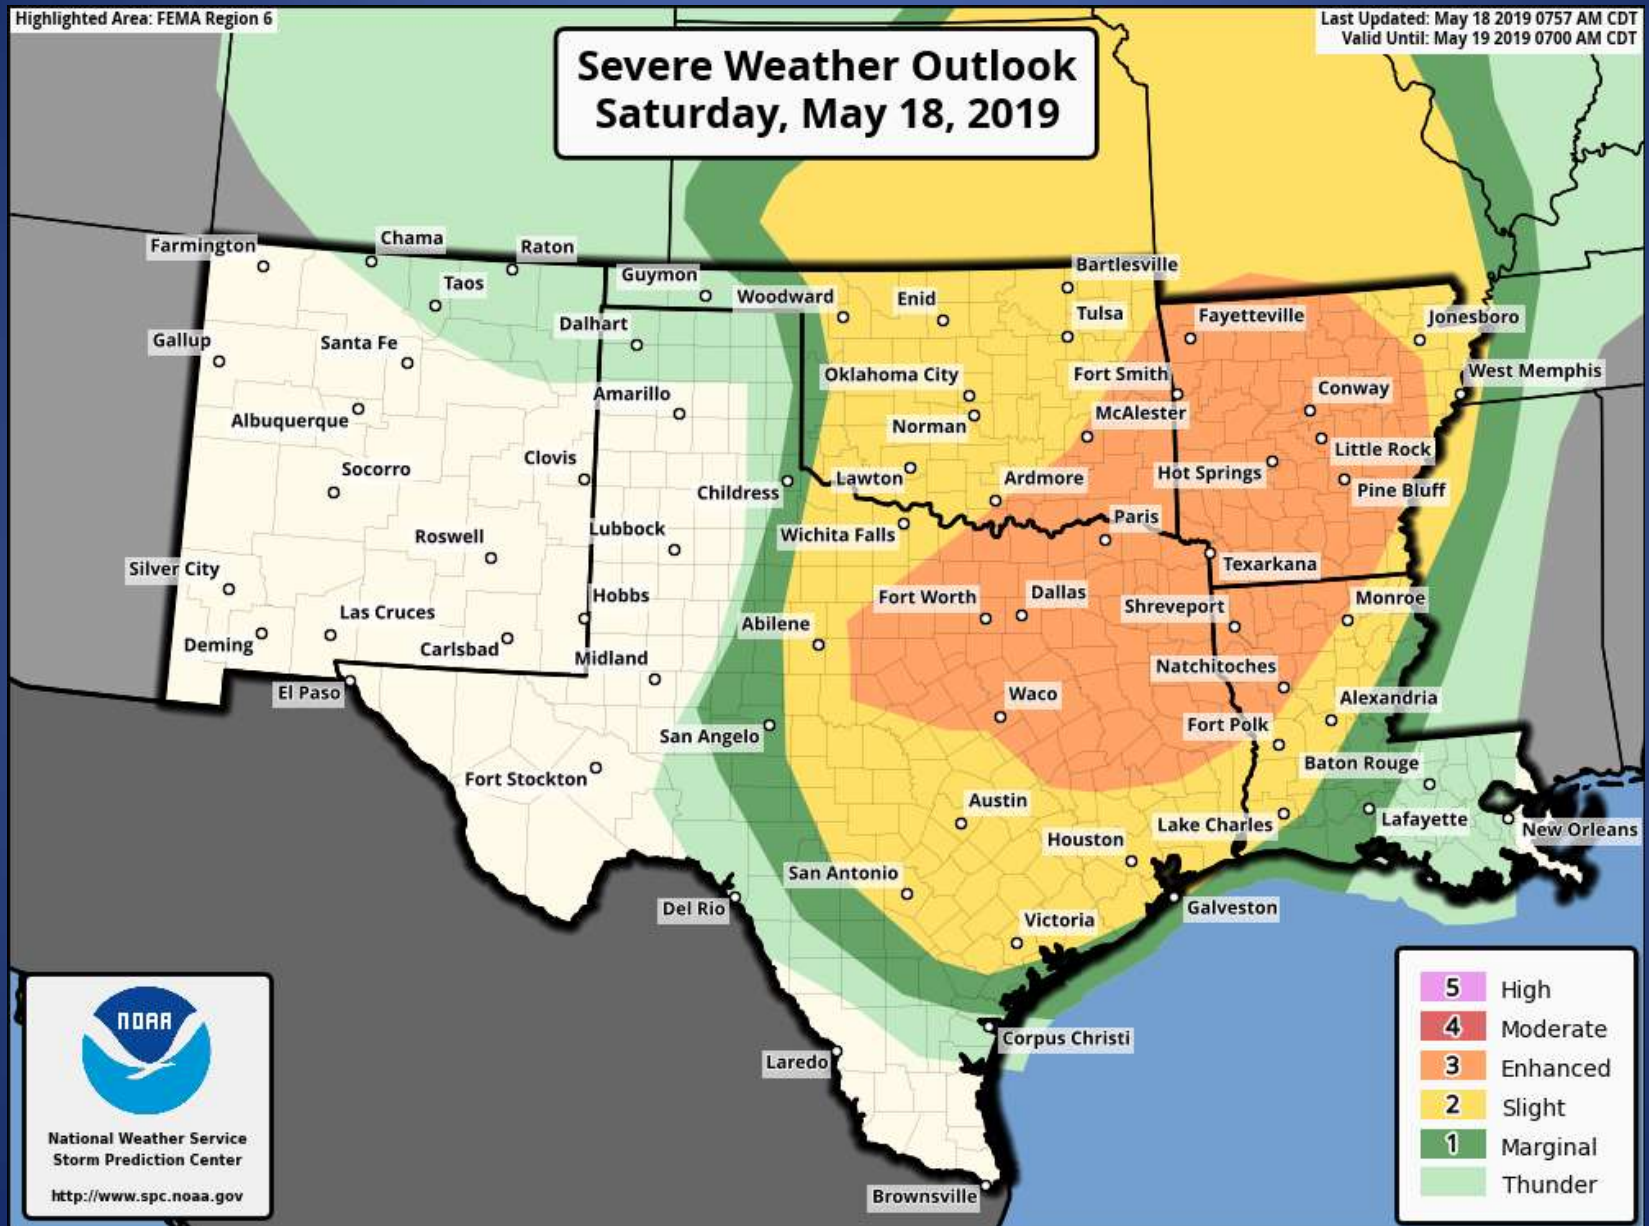 Highlighted Area: FEMA Region 6
Last Updated: May 18 2019 0757 AM CDT
Valid Until: May 19 2019 0700 AM CDT
Severe Weather Outlook
Saturday, May 18, 2019
Farmington
Chama
Raton
Taos
Guymon
Woodward
Enid
Bartlesville
Tulsa
Fayetteville
Jonesboro
Gallup
Santa Fe
Dalhart
Oklahoma City
Fort Smith
West Memphis
Albuquerque
Amarillo
Norman
McAlester
Conway
Little Rock
Socorro
Clovis
Childress
Lawton
Ardmore
Hot Springs
Pine Bluff
Roswell
Lubbock
Wichita Falls
Paris
Texarkana
Silver City
Las Cruces
Hobbs
Fort Worth
Dallas
Shreveport
Monroe
Deming
Carlsbad
Midland
Abilene
Natchitoches
El Paso
San Angelo
Waco
Fort Polk
Alexandria
Fort Stockton
Austin
Baton Rouge
Houston
Lake Charles
Lafayette
New Orleans
San Antonio
Del Rio
Victoria
Galveston
Corpus Christi
Laredo
Brownsville
NOAA
National Weather Service
Storm Prediction Center
http://www.spc.noaa.gov
5 High
4 Moderate
3 Enhanced
2 Slight
1 Marginal
Thunder